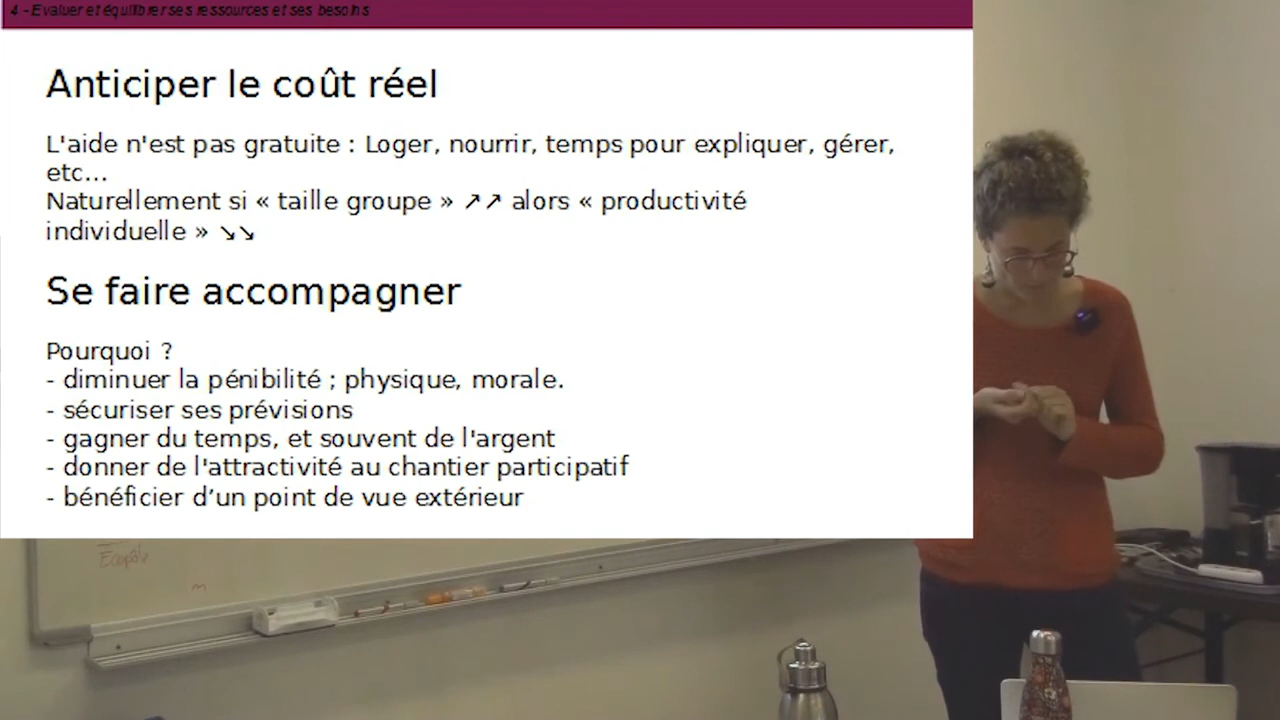 4 - Evaluer et équilibrer ses ressources et ses besoins
Anticiper le coût réel
L'aide n'est pas gratuite : Loger, nourrir, temps pour expliquer, gérer,
etc...
Naturellement si « taille groupe » ↗↗ alors « productivité
individuelle » ↘↘
Se faire accompagner
Pourquoi ?
- diminuer la pénibilité ; physique, morale.
- sécuriser ses prévisions
- gagner du temps, et souvent de l'argent
- donner de l'attractivité au chantier participatif
- bénéficier d’un point de vue extérieur
Ecopôle